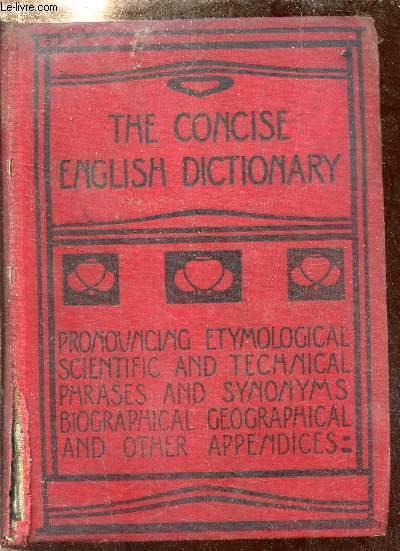 Le-livre.com
THE CONCISE
ENGLISH DICTIONARY
PRONOUNCING ETYMOLOGICAL
SCIENTIFIC AND TECHNICAL
PHRASES AND SYNONYMS
BIOGRAPHICAL GEOGRAPHICAL
AND OTHER APPENDICES